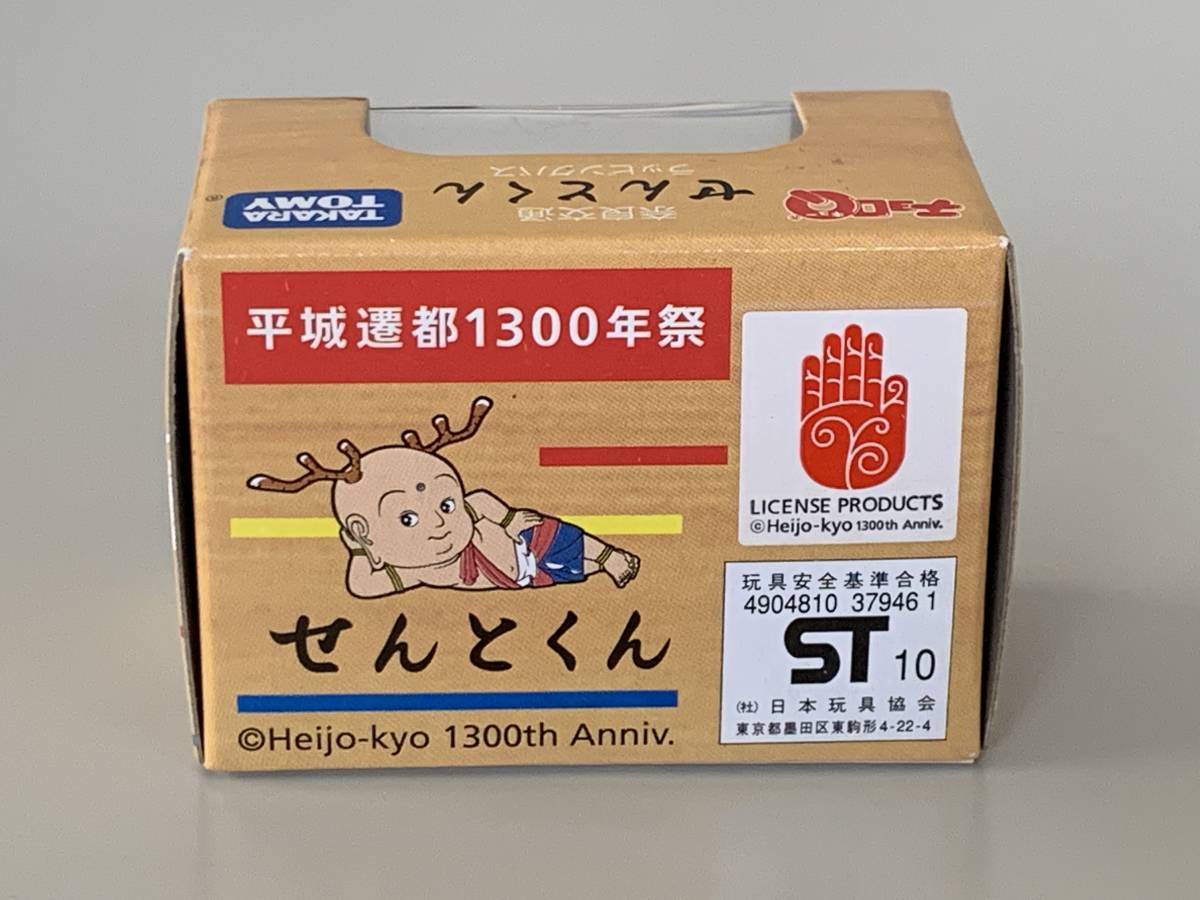 チョロQ
せんとくん
奈良交通
ラッピングバス
TAKARA
TOMY
®
平城遷都1300年祭
LICENSE PRODUCTS
©Heijo-kyo 1300th Anniv.
せんとくん
©Heijo-kyo 1300th Anniv.
玩具安全基準合格
4904810 37946 1
ST 10
(社)日本玩具協会
東京都墨田区東駒形4-22-4